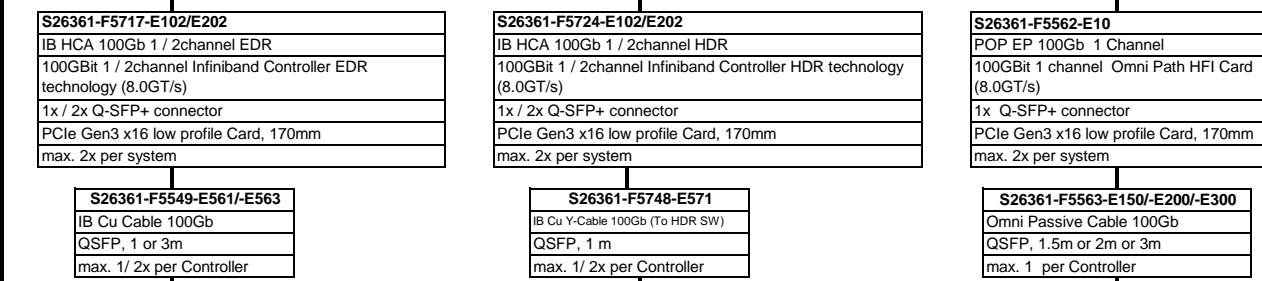 S26361-F5717-E102/E202
IB HCA 100Gb 1 / 2channel EDR
100GBit 1 / 2channel Infiniband Controller EDR
technology (8.0GT/s)
1x / 2x Q-SFP+ connector
PCIe Gen3 x16 low profile Card, 170mm
max. 2x per system
S26361-F5549-E561/-E563
IB Cu Cable 100Gb
QSFP, 1 or 3m
max. 1/ 2x per Controller
S26361-F5724-E102/E202
IB HCA 100Gb 1 / 2channel HDR
100GBit 1 / 2channel Infiniband Controller HDR technology
(8.0GT/s)
1x / 2x Q-SFP+ connector
PCIe Gen3 x16 low profile Card, 170mm
max. 2x per system
S26361-F5748-E571
IB Cu Y-Cable 100Gb (To HDR SW)
QSFP, 1 m
max. 1/ 2x per Controller
S26361-F5562-E10
POP EP 100Gb 1 Channel
100GBit 1 channel Omni Path HFI Card
(8.0GT/s)
1x Q-SFP+ connector
PCIe Gen3 x16 low profile Card, 170mm
max. 2x per system
S26361-F5563-E150/-E200/-E300
Omni Passive Cable 100Gb
QSFP, 1.5m or 2m or 3m
max. 1 per Controller